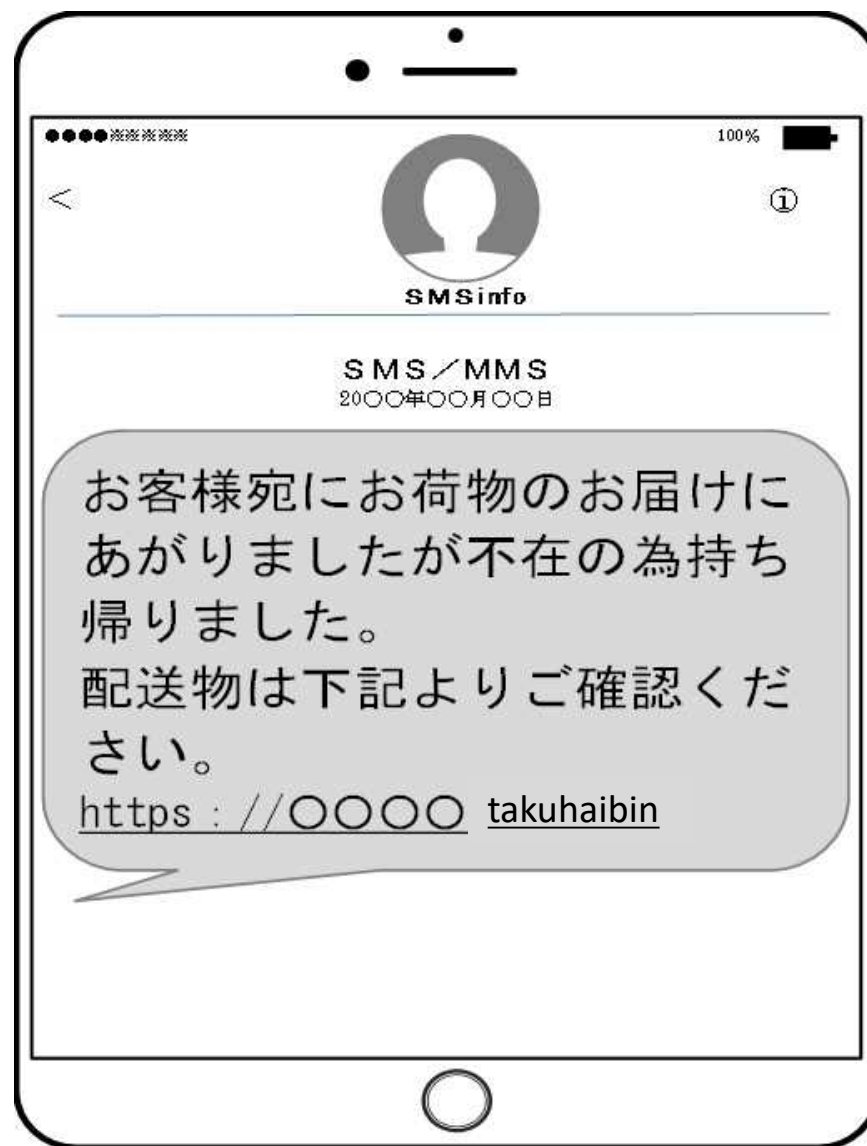 ●●●●※※※※※ 100%
< ①
SMSinfo
SMS/MMS
20○○年○○月○○日
お客様宛にお荷物のお届けに
あがりましたが不在の為持ち
帰りました。
配送物は下記よりご確認くだ
さい。
https://○○○○ takuhaibin